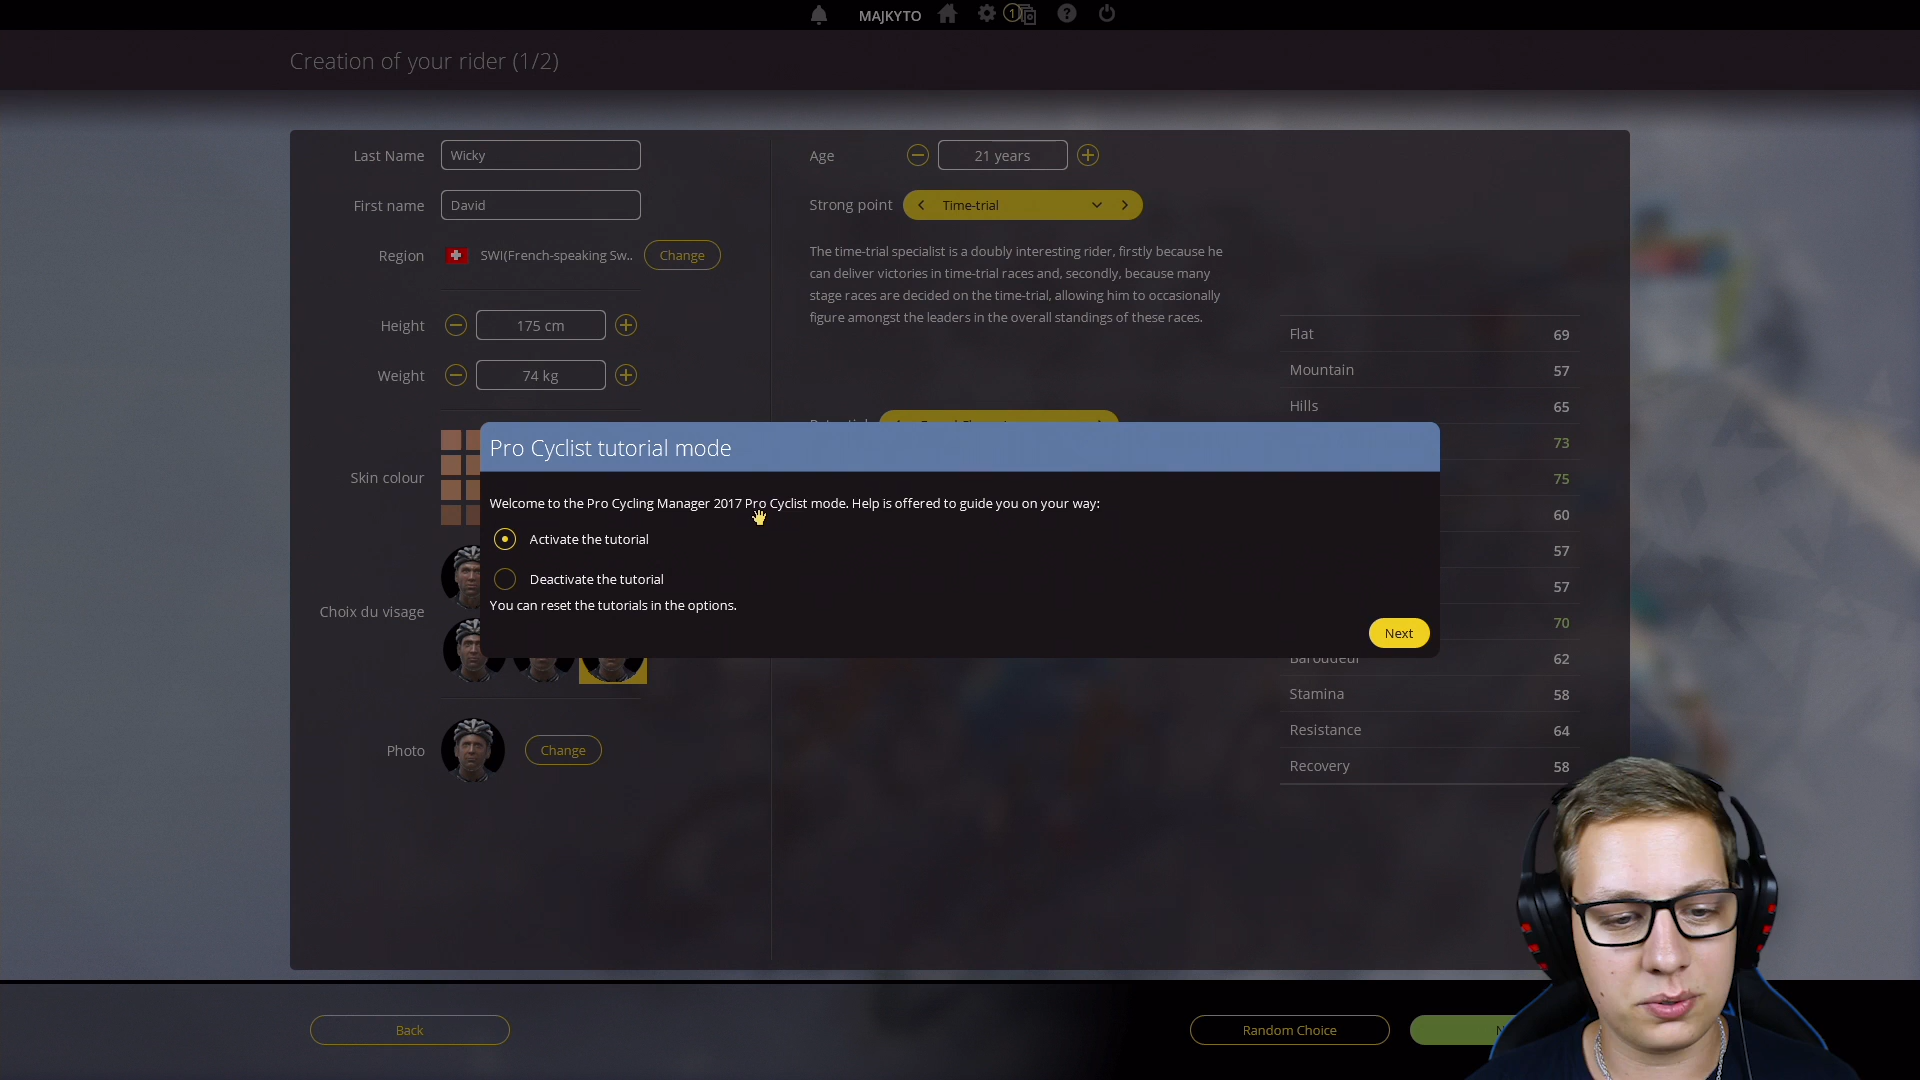 MAJKYTO
1
?
Creation of your rider (1/2)
Last Name
Wicky
First name
David
Region
SWI(French-speaking Sw..
Change
Height
175 cm
Weight
74 kg
Skin colour
Choix du visage
Photo
Change
Age
21 years
Strong point
Time-trial
The time-trial specialist is a doubly interesting rider, firstly because he
can deliver victories in time-trial races and, secondly, because many
stage races are decided on the time-trial, allowing him to occasionally
figure amongst the leaders in the overall standings of these races.
Flat 69
Mountain 57
Hills 65
73
75
60
57
57
70
Baroudeur 62
Stamina 58
Resistance 64
Recovery 58
Pro Cyclist tutorial mode
Welcome to the Pro Cycling Manager 2017 Pro Cyclist mode. Help is offered to guide you on your way:
Activate the tutorial
Deactivate the tutorial
You can reset the tutorials in the options.
Next
Back
Random Choice